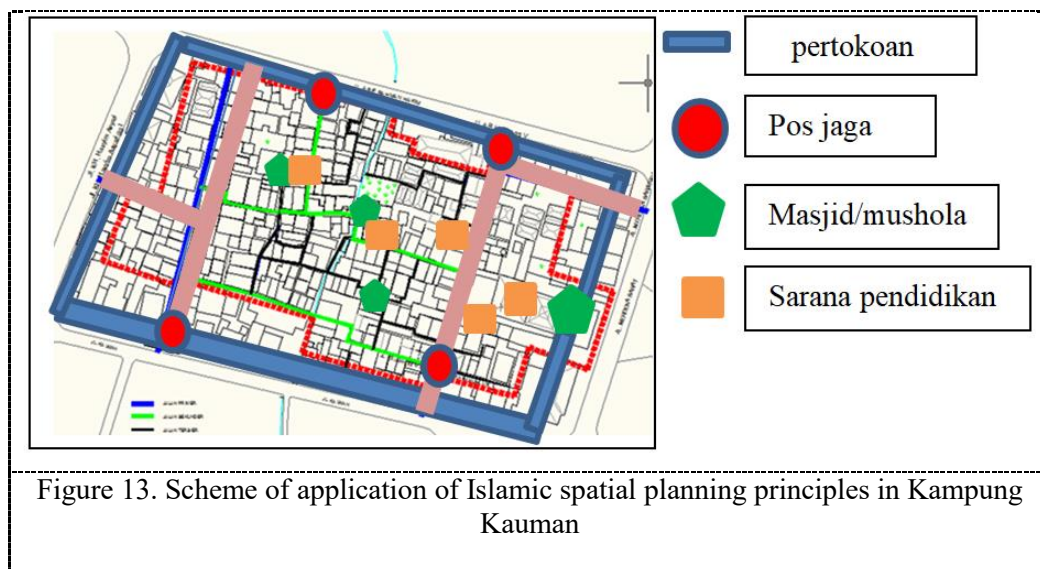 pertokoan
Pos jaga
Masjid/mushola
Sarana pendidikan
Figure 13. Scheme of application of Islamic spatial planning principles in Kampung
Kauman